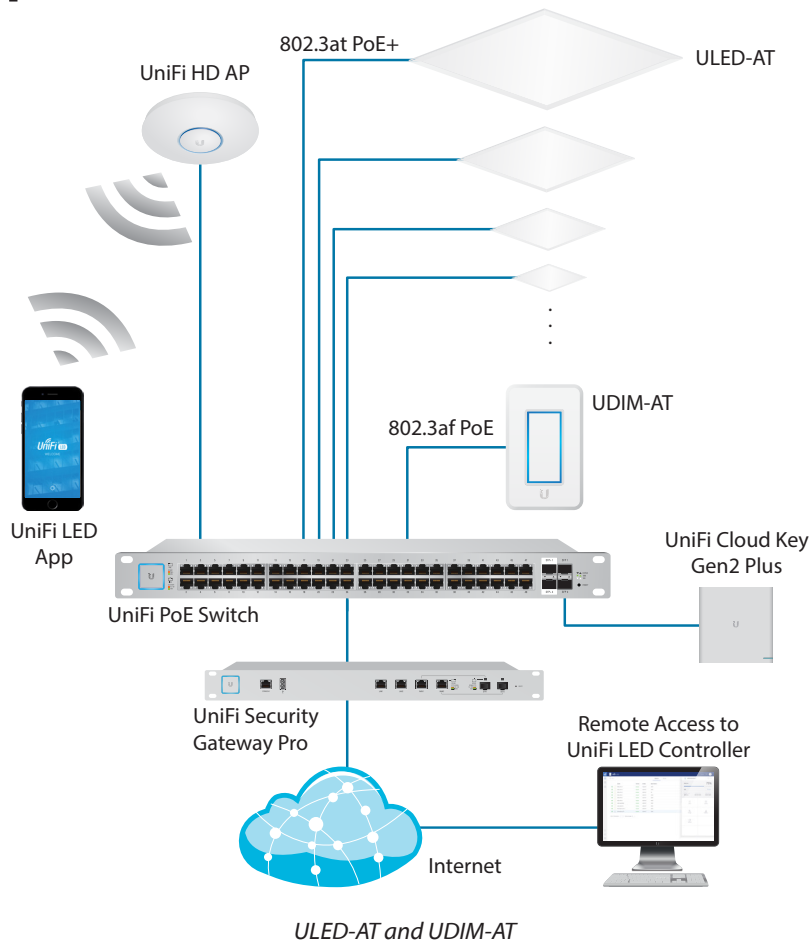 802.3at PoE+
ULED-AT
UniFi HD AP
UDIM-AT
802.3af PoE
UniFi LED
UniFi LED
App
UniFi Cloud Key
Gen2 Plus
UniFi PoE Switch
UniFi Security
Gateway Pro
Remote Access to
UniFi LED Controller
Internet
ULED-AT and UDIM-AT